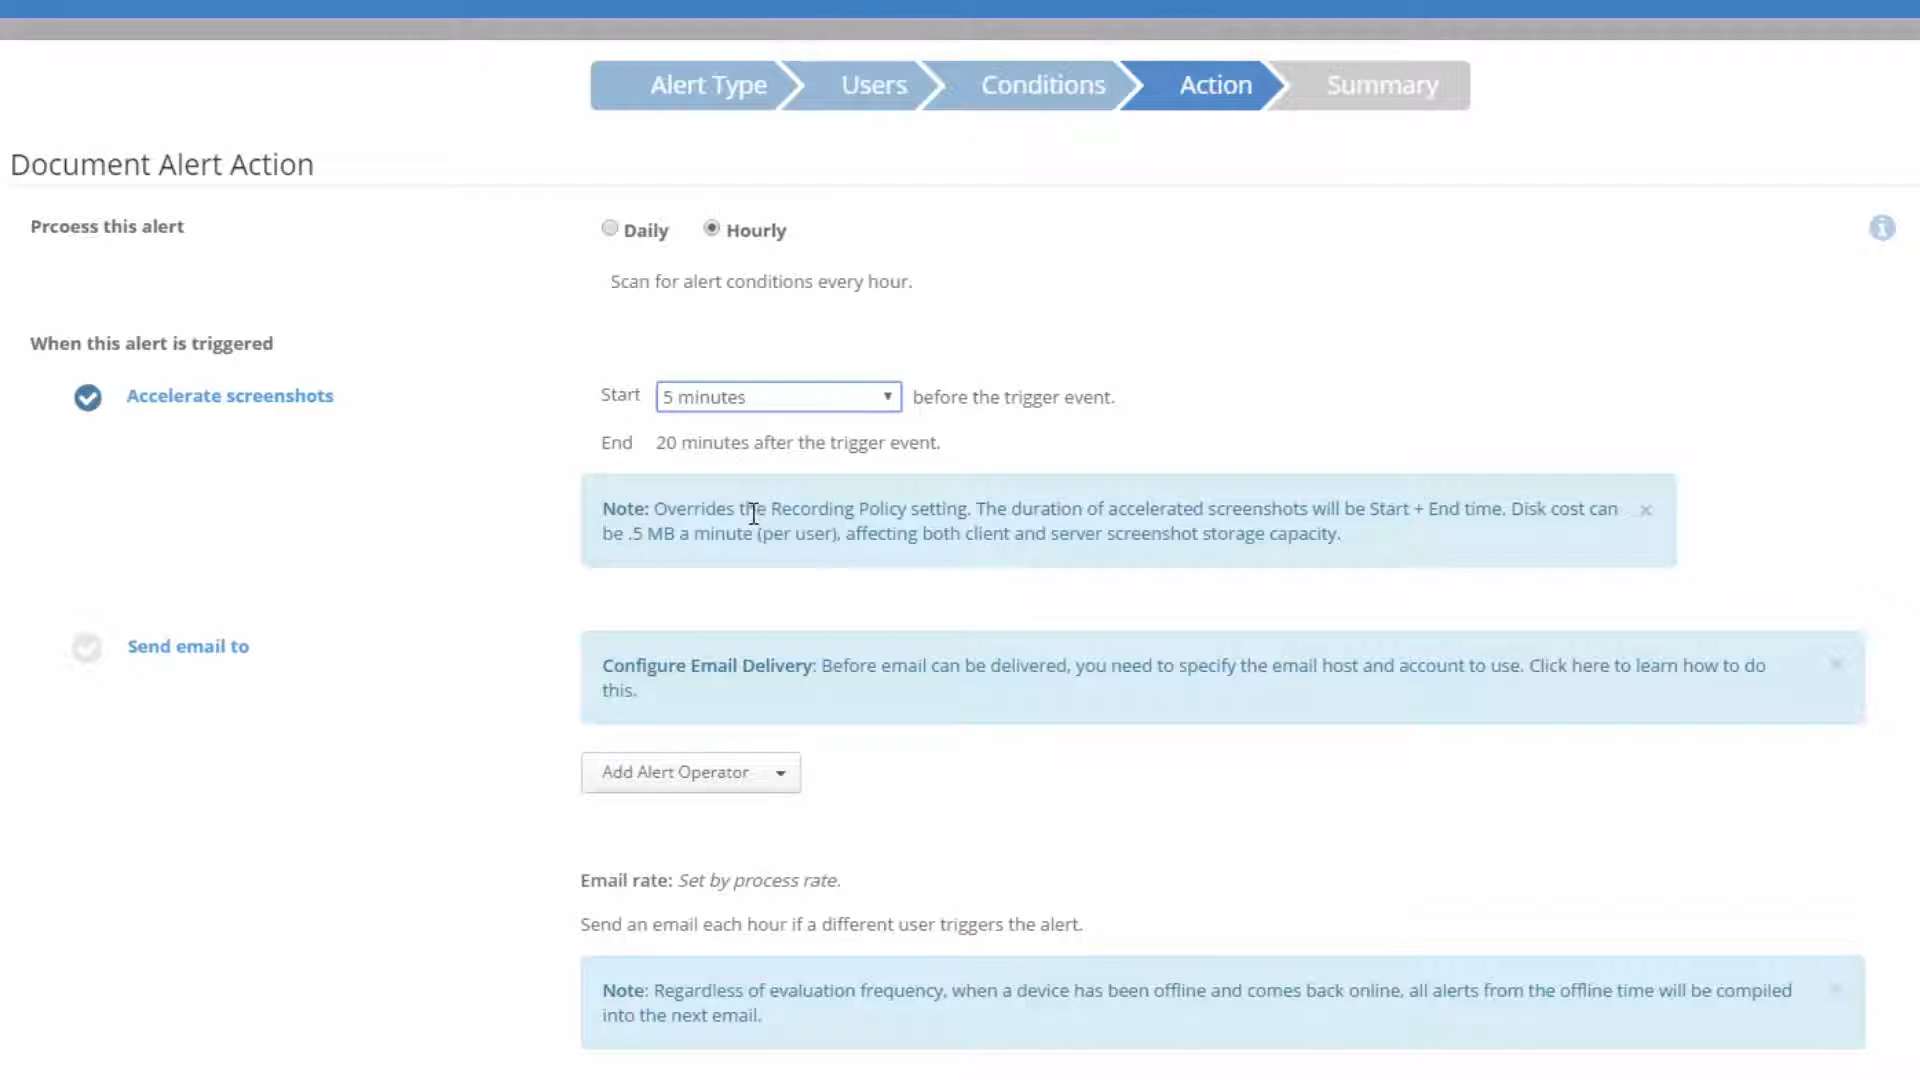 Alert Type Users Conditions Action Summary
Document Alert Action
Prcoess this alert
Daily Hourly
Scan for alert conditions every hour.
When this alert is triggered
Accelerate screenshots
Start 5 minutes before the trigger event.
End 20 minutes after the trigger event.
Note: Overrides the Recording Policy setting. The duration of accelerated screenshots will be Start + End time. Disk cost can
be .5 MB a minute (per user), affecting both client and server screenshot storage capacity.
Send email to
Configure Email Delivery: Before email can be delivered, you need to specify the email host and account to use. Click here to learn how to do
this.
Add Alert Operator
Email rate: Set by process rate.
Send an email each hour if a different user triggers the alert.
Note: Regardless of evaluation frequency, when a device has been offline and comes back online, all alerts from the offline time will be compiled
into the next email.